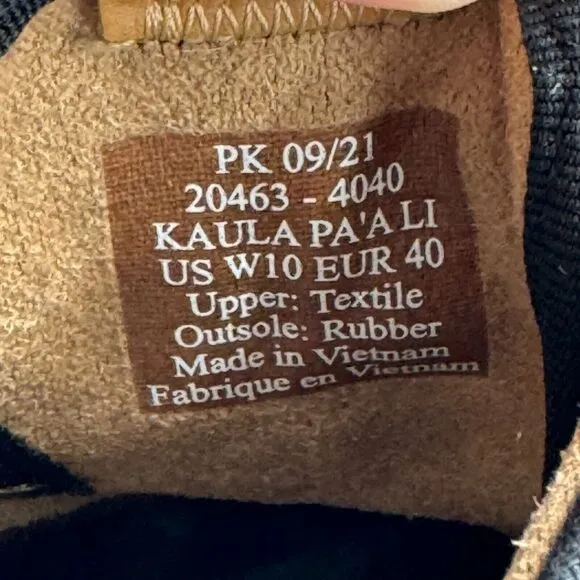 PK 09/21
20463 - 4040
KAULA PA'A LI
US W10 EUR 40
Upper: Textile
Outsole: Rubber
Made in Vietnam
Fabrique en Vietnam